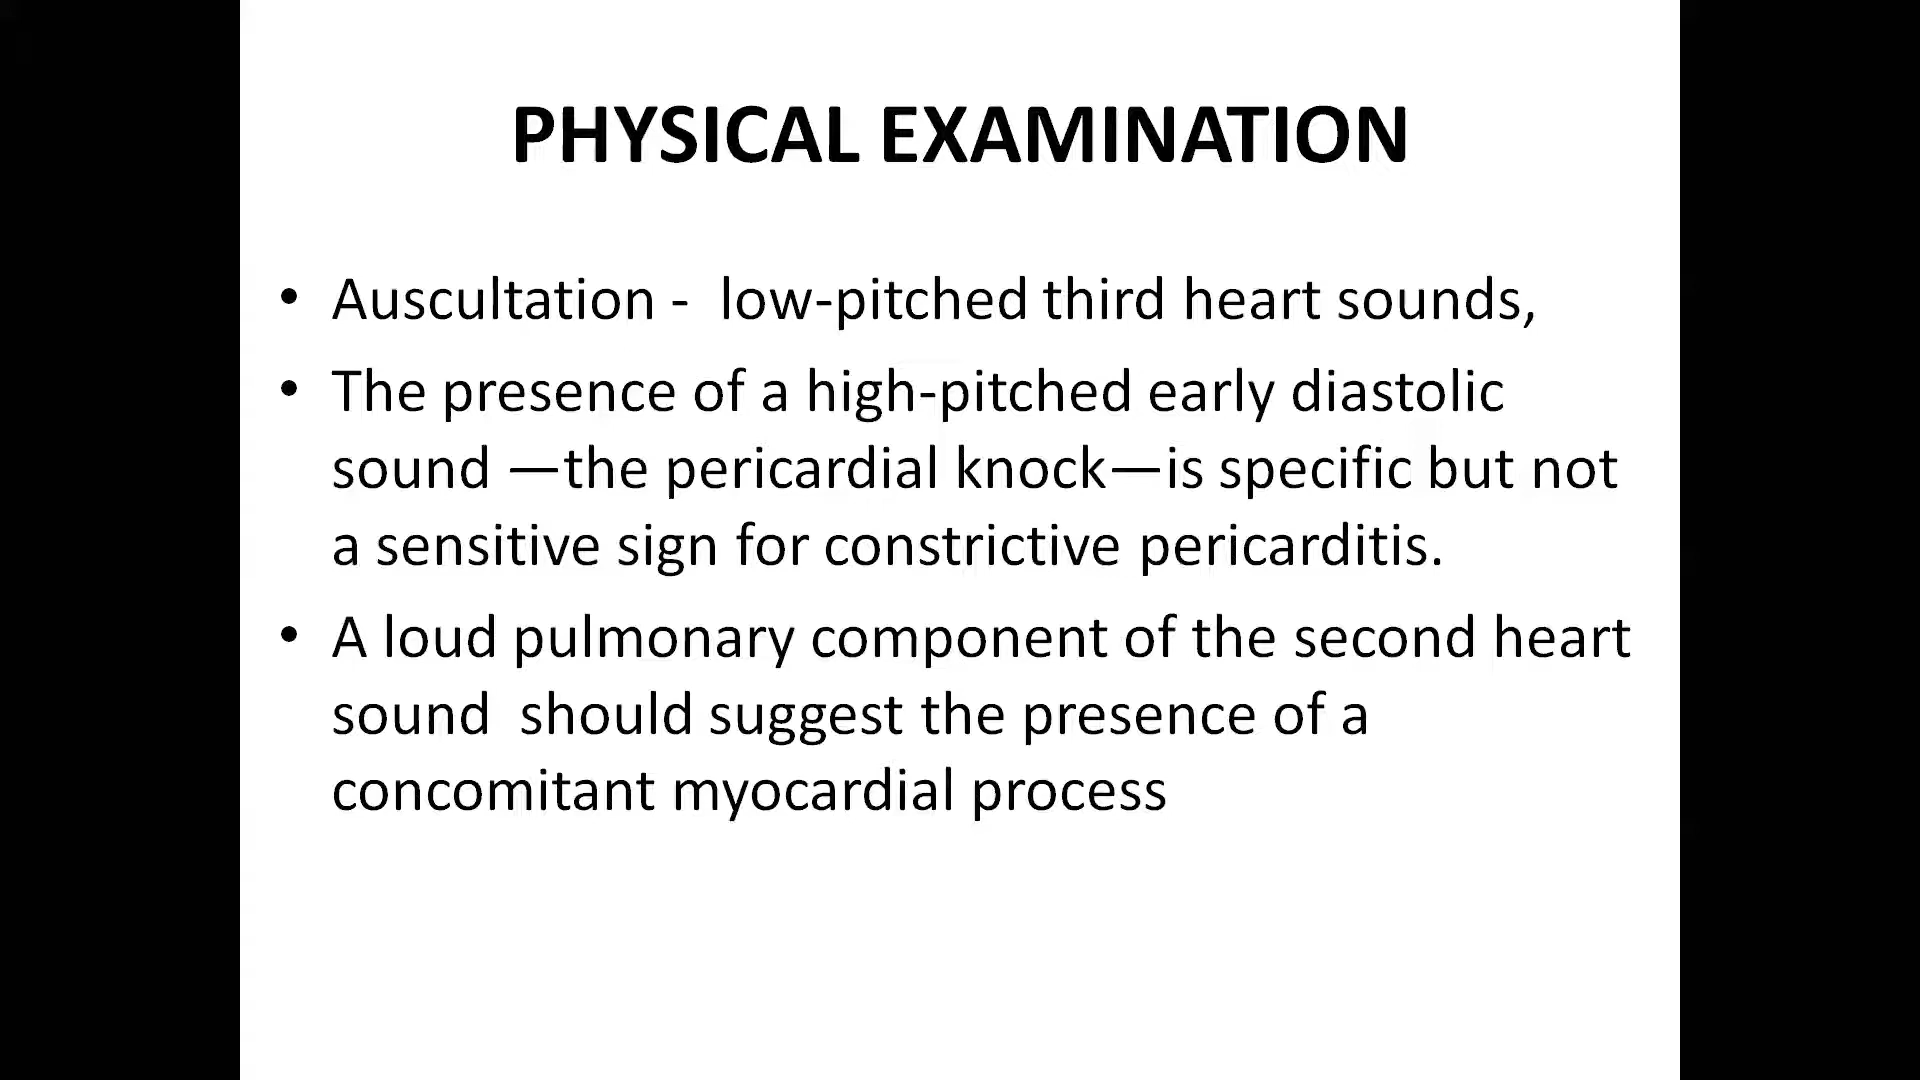 PHYSICAL EXAMINATION
• Auscultation -  low-pitched third heart sounds,
• The presence of a high-pitched early diastolic
sound —the pericardial knock—is specific but not
a sensitive sign for constrictive pericarditis.
• A loud pulmonary component of the second heart
sound  should suggest the presence of a
concomitant myocardial process